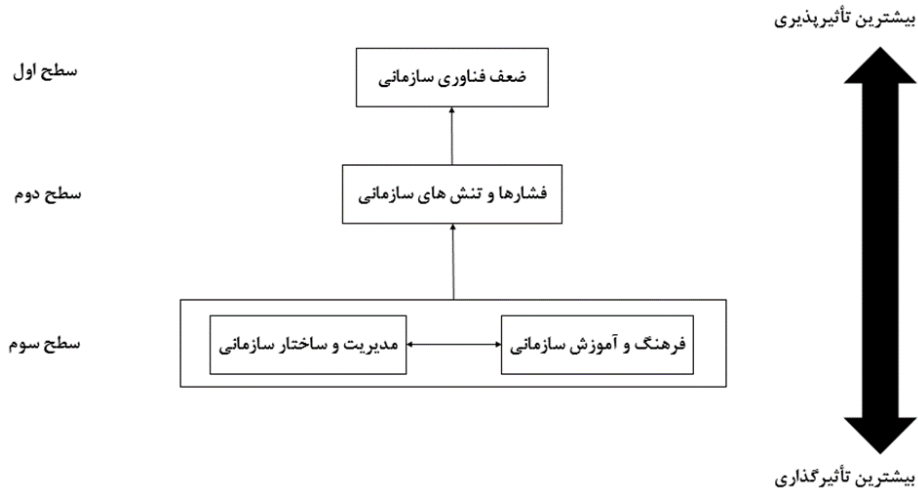 بیشترین تأثیرپذیری
سطح اول
ضعف فناوری سازمانی
سطح دوم
فشارها و تنش های سازمانی
سطح سوم
فرهنگ و آموزش سازمانی
مدیریت و ساختار سازمانی
بیشترین تأثیرگذاری